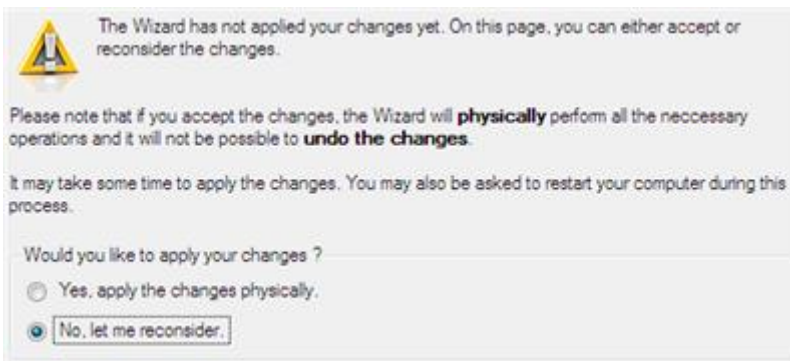 The Wizard has not applied your changes yet. On this page, you can either accept or
reconsider the changes.
Please note that if you accept the changes, the Wizard will physically perform all the neccessary
operations and it will not be possible to undo the changes.
It may take some time to apply the changes. You may also be asked to restart your computer during this
process.
Would you like to apply your changes ?
Yes, apply the changes physically.
No, let me reconsider.